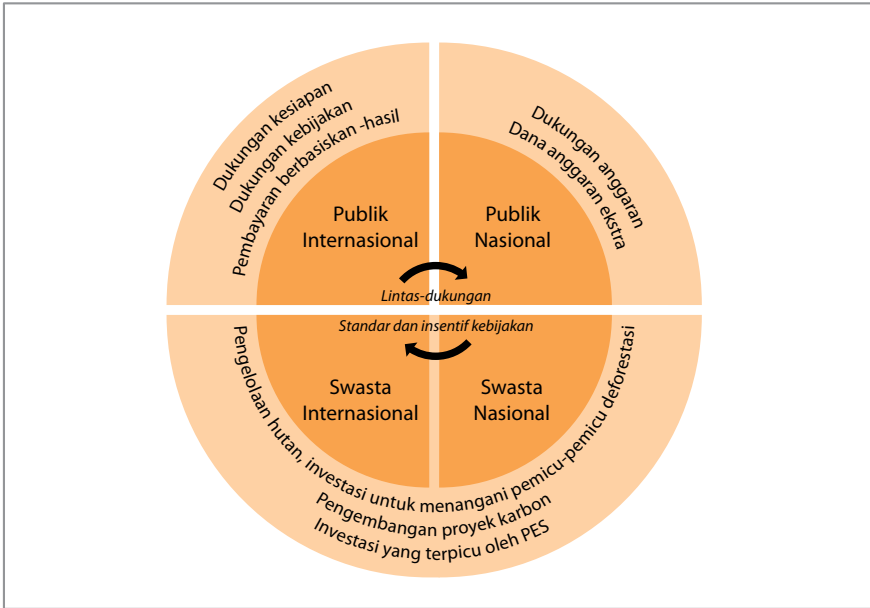 Dukungan kesiapan
Dukungan kebijakan
Pembayaran berbasiskan -hasil
Dukungan anggaran
Dana anggaran ekstra
Publik
Internasional
Publik
Nasional
Lintas-dukungan
Standar dan insentif kebijakan
Swasta
Internasional
Swasta
Nasional
Pengelolaan hutan, investasi untuk menangani pemicu-pemicu deforestasi
Pengembangan proyek karbon
Investasi yang terpicu oleh PES